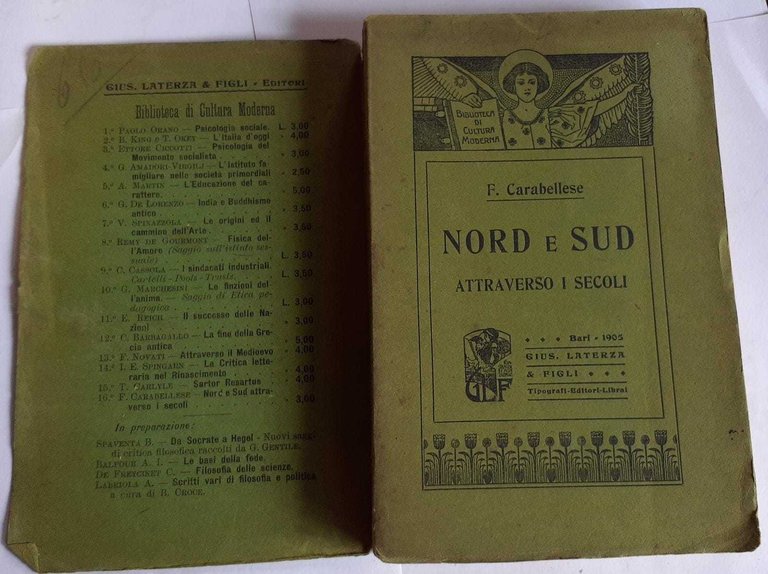 GIUS. LATERZA & FIGLI - EDITORI
Biblioteca di Cultura Moderna
1.º PAOLO ORANO — Psicologia sociale. L. 3,00
2.º B. KING e T. OKEY — L'Italia d'oggi » 4,00
3.º ETTORE CICCOTTI — Psicologia del
Movimento socialista . . . » 3,00
4.º G. AMADORI-VIRGILJ — L'istituto fa-
migliare nelle società primordiali » 2,50
5.º A. MARTIN — L'Educazione del ca-
rattere. . . » 5,00
6.º G. DE LORENZO — India e Buddhismo
antico . . . » 3,50
7.º V. SPINAZZOLA — Le origini ed il
cammino dell'Arte. . . » 3,50
8.º REMY DE GOURMONT — Fisica del-
l'Amore (Saggio sull'istinto ses-
suale) . . . L. 3,50
9.º C. CASSOLA — I sindacati industriali.
Cartelli - Pools - Trusts. . L. 3,50
10.º G. MARCHESINI — Le finzioni del-
l'anima. — Saggio di Etica pe-
dagogica . . . L. 3,00
11.º E. REICH — Il successo delle Na-
zioni . . . » 3,00
12.º C. BARBAGALLO — La fine della Gre-
cia antica . . . » 5,00
13.º F. NOVATI — Attraverso il Medioevo » 4,00
14.º I. E. SPINGARN — La Critica lette-
raria nel Rinascimento . . » 4,00
15.º T. CARLYLE — Sartor Resartus » 4,00
16.º F. CARABELLESE — Nord e Sud attra-
verso i secoli . . . » 3,00
In preparazione:
SPAVENTA B. — Da Socrate a Hegel - Nuovi saggi
di critica filosofica raccolti da G. GENTILE.
BALFOUR A. I. — Le basi della fede.
DE FREYCINET C. — Filosofia delle scienze.
LABRIOLA A. — Scritti vari di filosofia e politica
a cura di B. CROCE.
BIBLIOTECA
DI
CULTURA
MODERNA
F. Carabellese
NORD E SUD
ATTRAVERSO I SECOLI
Bari - 1905
GIUS. LATERZA
& FIGLI
Tipografi-Editori-Librai
GLF